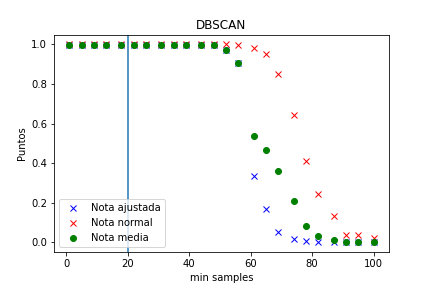 DBSCAN
1.0
0.8
0.6
0.4
0.2
0.0
Puntos
Nota ajustada
Nota normal
Nota media
0
20
40
60
80
100
min samples